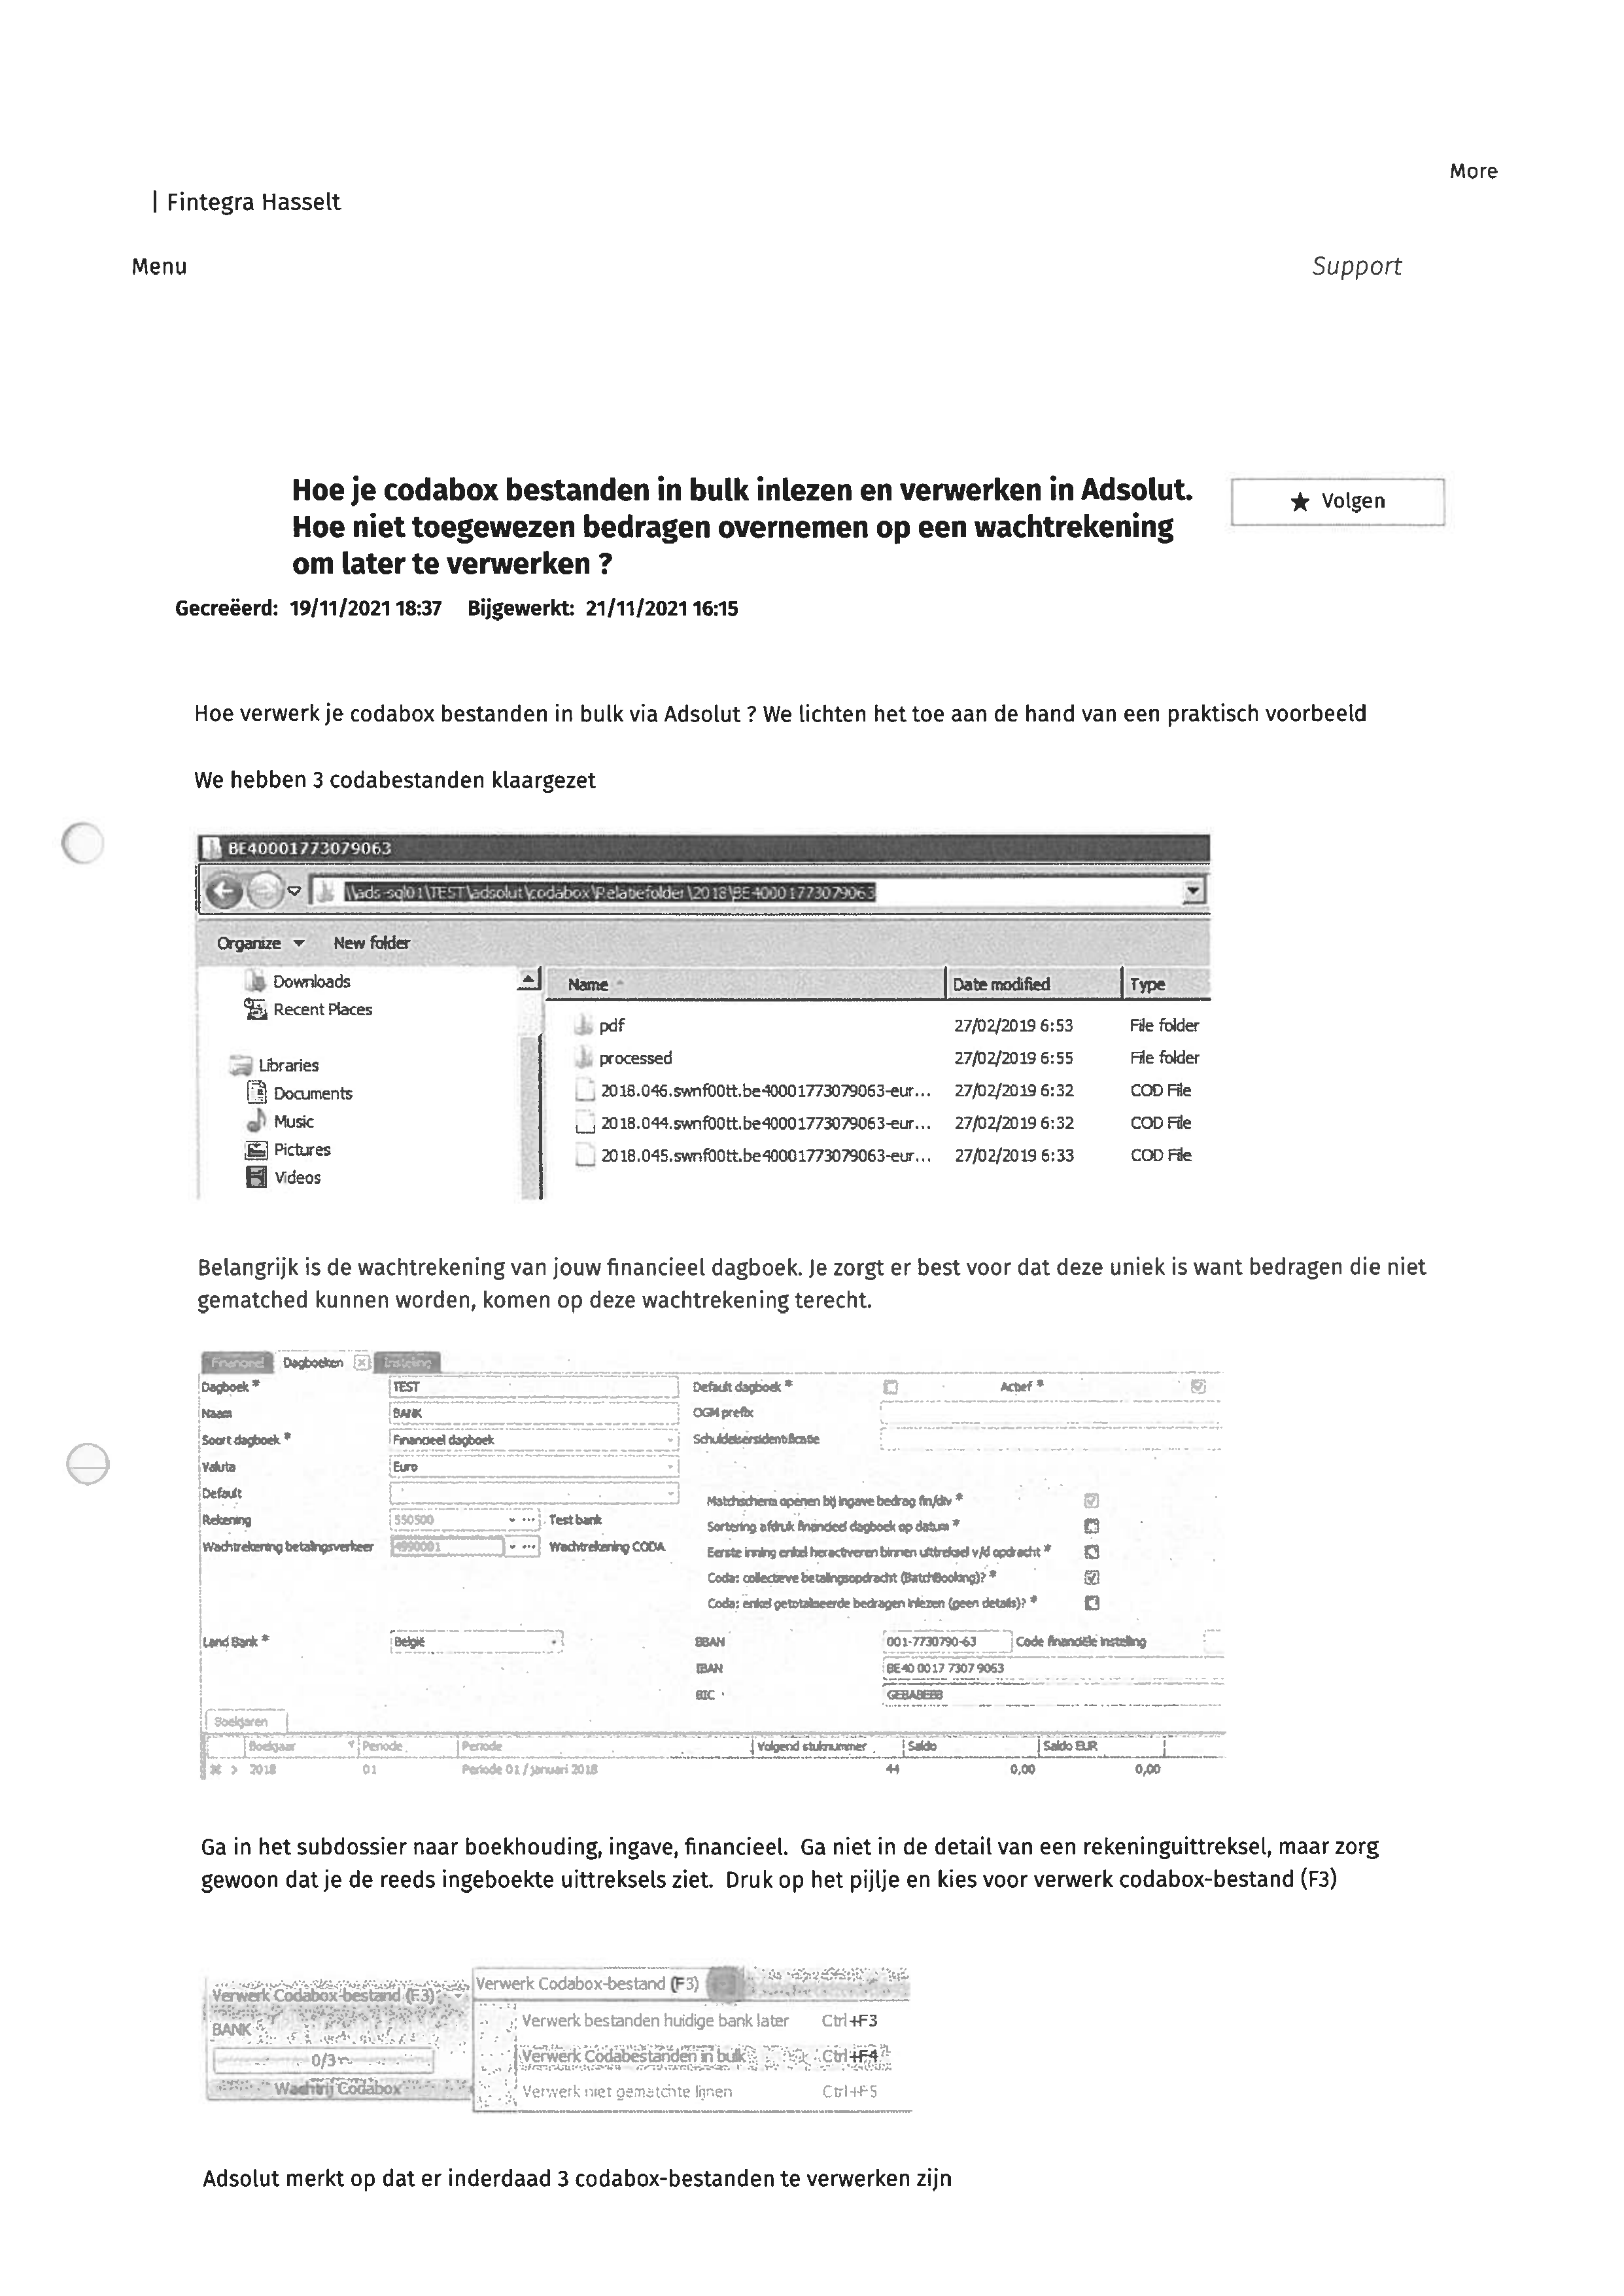 More
| Fintegra Hasselt
Menu
Support
Hoe je codabox bestanden in bulk inlezen en verwerken in Adsolut.
Hoe niet toegewezen bedragen overnemen op een wachtrekening
om later te verwerken ?
★ Volgen
Gecreëerd: 19/11/2021 18:37 Bijgewerkt: 21/11/2021 16:15
Hoe verwerk je codabox bestanden in bulk via Adsolut ? We lichten het toe aan de hand van een praktisch voorbeeld
We hebben 3 codabestanden klaargezet
BE40001773079063
\\ads-sql01\TEST\adsolut\codabox\Relatiefolder\2018\BE40001773079063
Organize New folder
Downloads
Recent Places
Libraries
Documents
Music
Pictures
Videos
Name Date modified Type
pdf 27/02/2019 6:53 File folder
processed 27/02/2019 6:55 File folder
2018.046.swnf00tt.be40001773079063-eur... 27/02/2019 6:32 COD File
2018.044.swnf00tt.be40001773079063-eur... 27/02/2019 6:32 COD File
2018.045.swnf00tt.be40001773079063-eur... 27/02/2019 6:33 COD File
Belangrijk is de wachtrekening van jouw financieel dagboek. Je zorgt er best voor dat deze uniek is want bedragen die niet
gematched kunnen worden, komen op deze wachtrekening terecht.
Financieel Dagboeken Instelling
Dagboek * TEST Default dagboek * Actief *
Naam BANK OGM prefix
Soort dagboek * Financieel dagboek Schuldeisersidentificatie
Valuta Euro
Default Matchscherm openen bij ingave bedrag fin/div *
Rekening 550500 Test bank Sortering afdruk financieel dagboek op datum *
Wachtrekening betalingsverkeer 4990001 Wachtrekening CODA Eerste inning enkel heractiveren binnen uittreksel v/d opdracht *
Coda: collectieve betalingsopdracht (BatchBooking)? *
Coda: enkel getotaliseerde bedragen inlezen (geen details)? *
Land Bank * België BBAN 001-7730790-63 Code financiële instelling
IBAN BE40 0017 7307 9063
BIC GEBABEBB
Boekjaren
Boekjaar Periode Periode Volgend stuknummer Saldo Saldo EUR
2018 01 Periode 01 / januari 2018 44 0,00 0,00
Ga in het subdossier naar boekhouding, ingave, financieel. Ga niet in de detail van een rekeninguittreksel, maar zorg
gewoon dat je de reeds ingeboekte uittreksels ziet. Druk op het pijltje en kies voor verwerk codabox-bestand (F3)
Verwerk Codabox-bestand (F3)
BANK
0/3
Wachtrij Codabox
Verwerk Codabox-bestand (F3)
Verwerk bestanden huidige bank later Ctrl+F3
Verwerk Codabestanden in bulk Ctrl+F4
Verwerk niet gematchte lijnen Ctrl+F5
Adsolut merkt op dat er inderdaad 3 codabox-bestanden te verwerken zijn